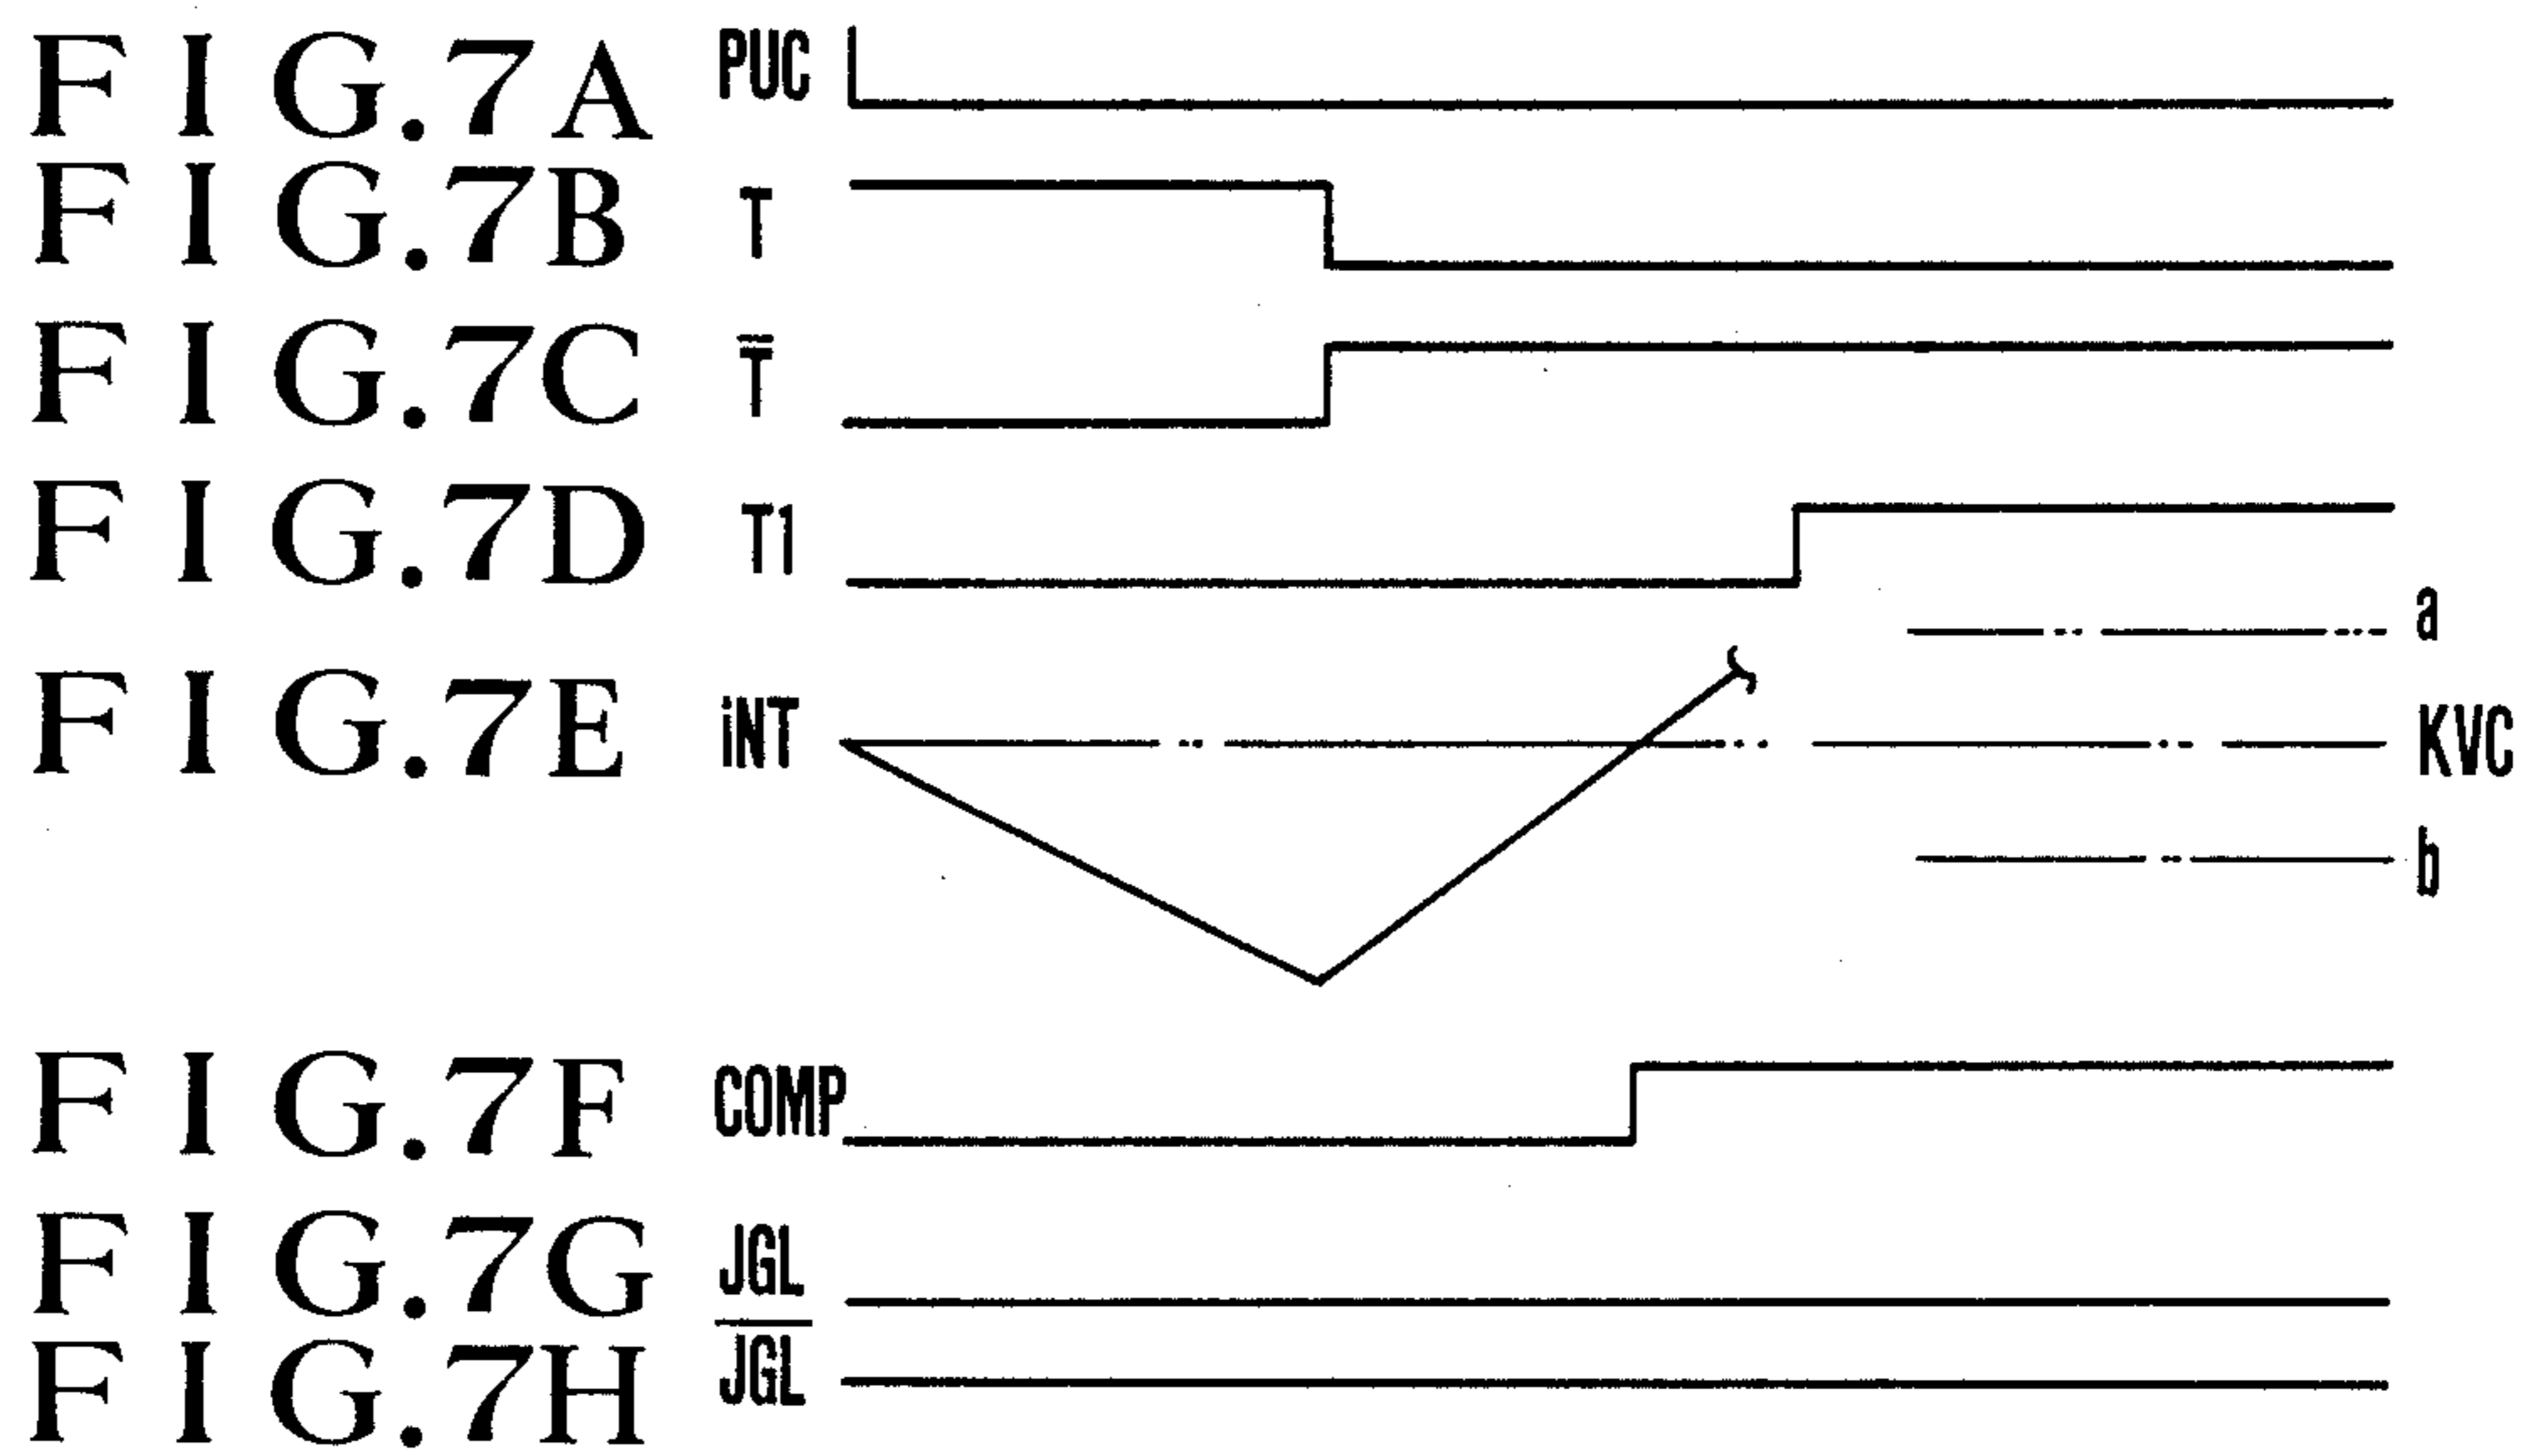 FIG.7A PUC
FIG.7B T
FIG.7C T̅
FIG.7D T1
a
FIG.7E iNT KVC
b
FIG.7F COMP
FIG.7G JGL
FIG.7H J̅G̅L̅